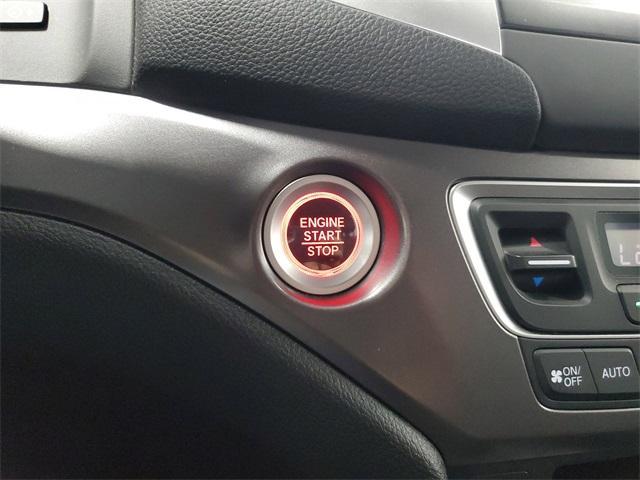 ENGINE
START
STOP
ON/
OFF
AUTO